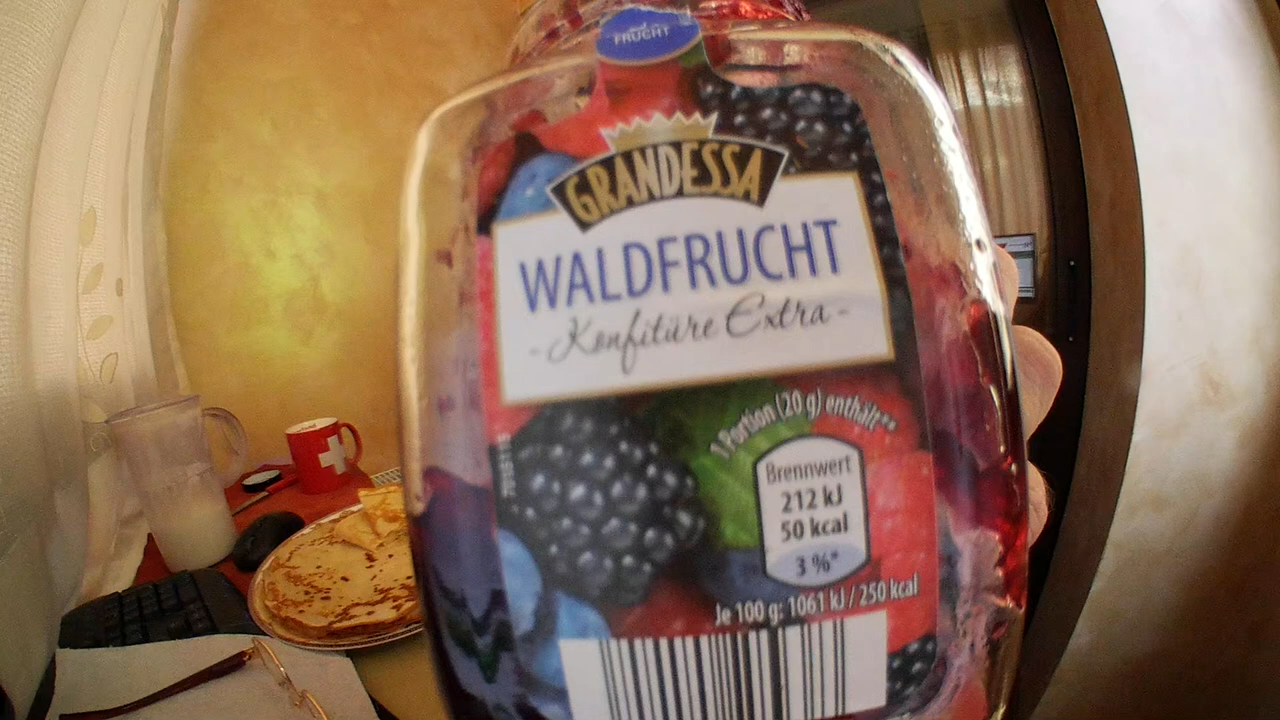 FRUCHT
GRANDESSA
WALDFRUCHT
- Konfitüre Extra -
1 Portion (20 g) enthält**
Brennwert
212 kJ
50 kcal
3 %*
Je 100 g: 1061 kJ / 250 kcal